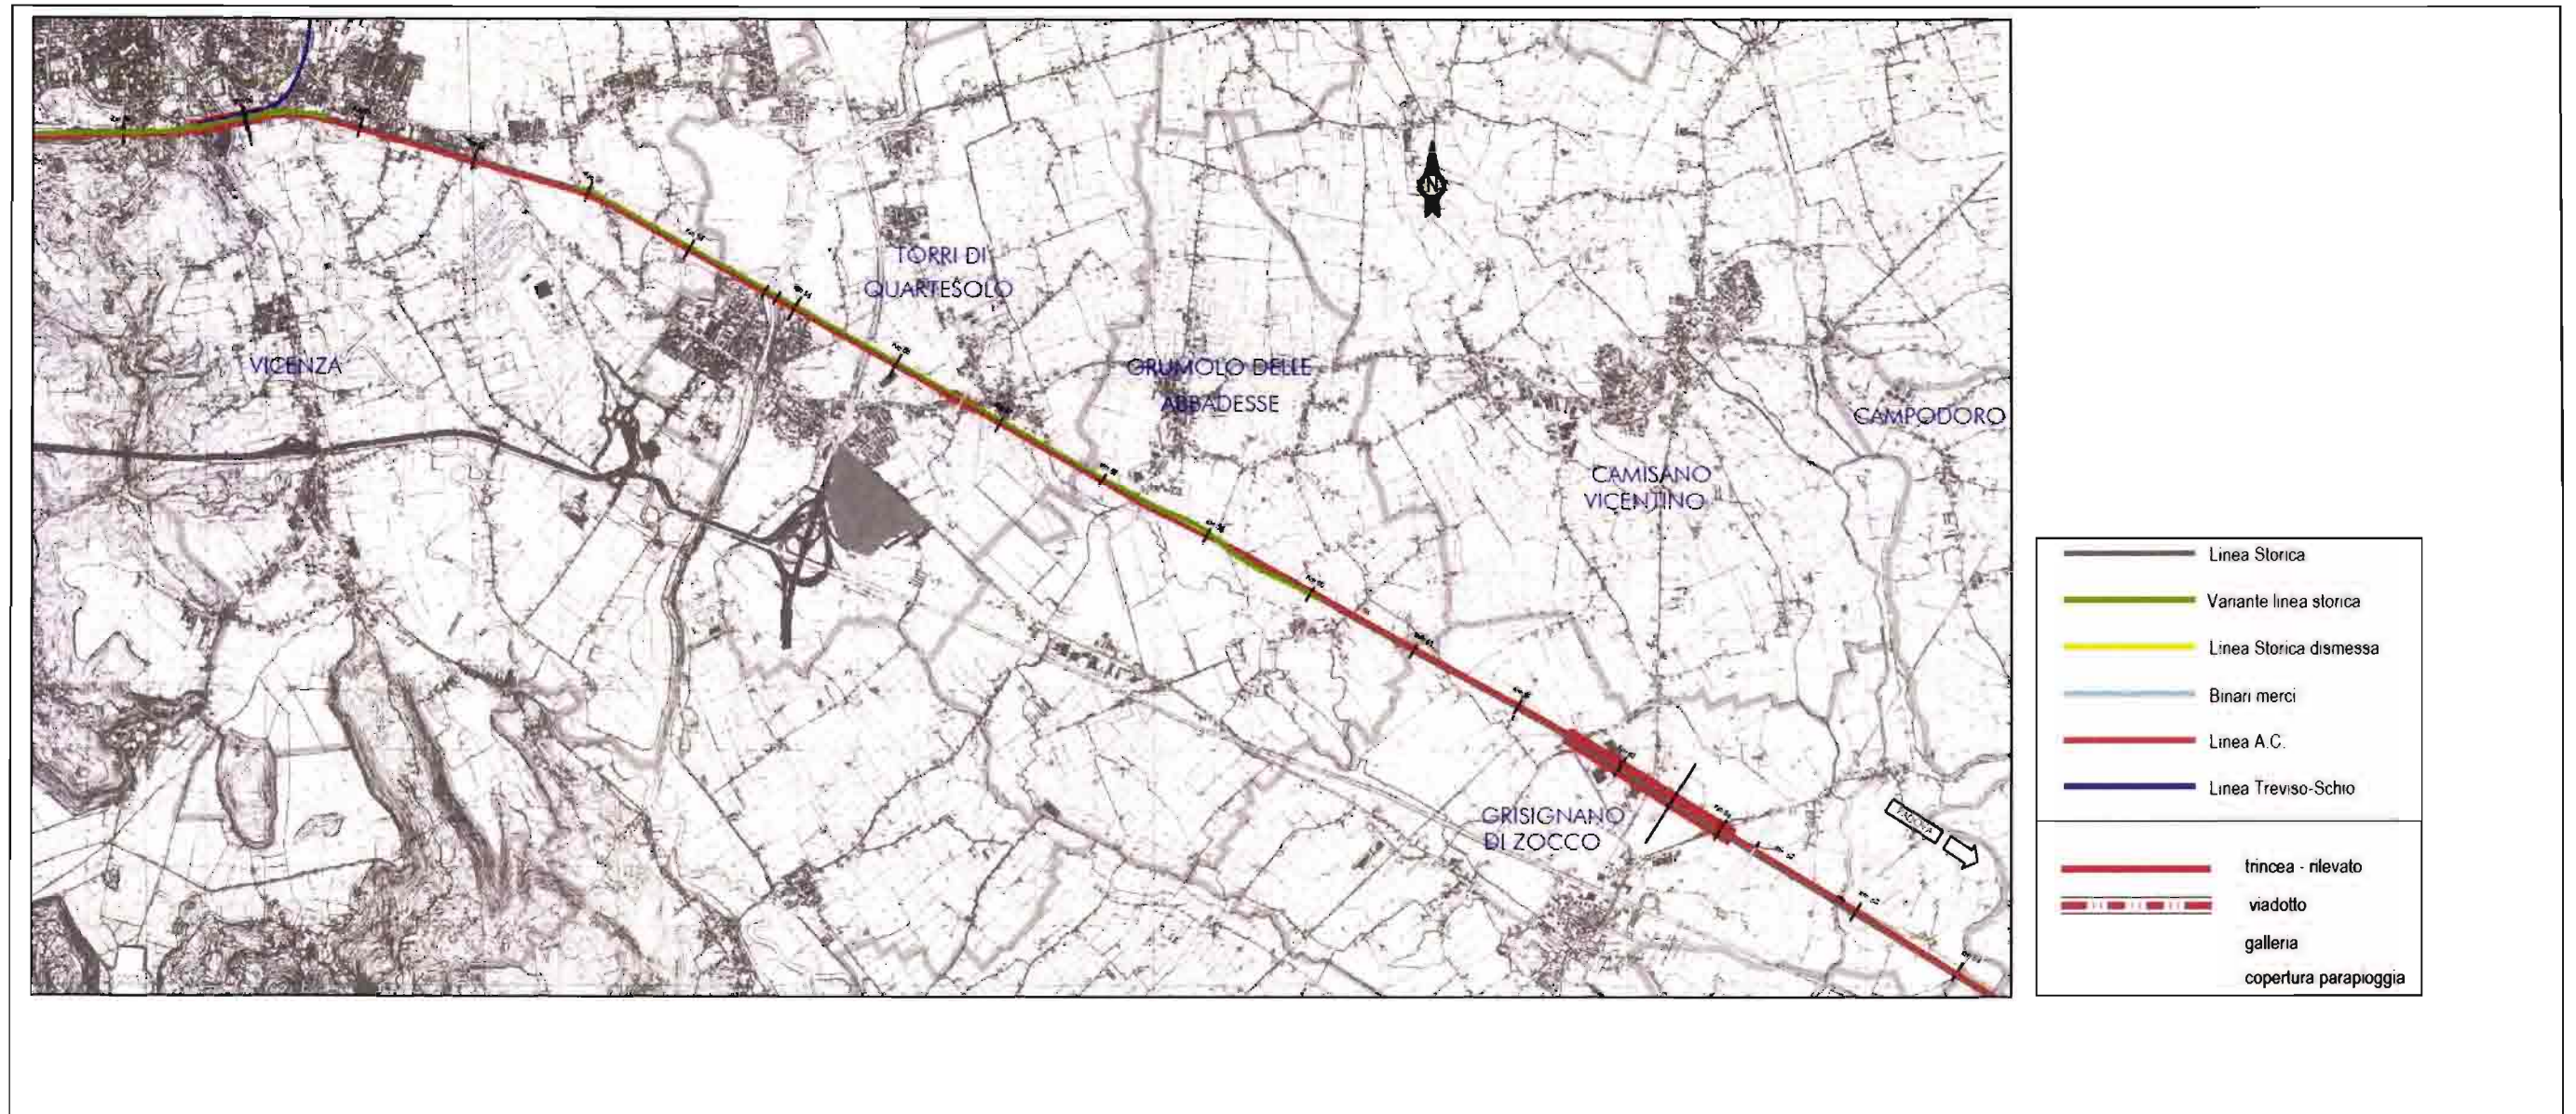 N
TORRI DI
QUARTESOLO
VICENZA
GRUMOLO DELLE
ABBADESSE
CAMPODORO
CAMISANO
VICENTINO
GRISIGNANO
DI ZOCCO
PADOVA
Linea Storica
Variante linea storica
Linea Storica dismessa
Binari merci
Linea A.C.
Linea Treviso-Schio
trincea - rilevato
viadotto
galleria
copertura parapioggia